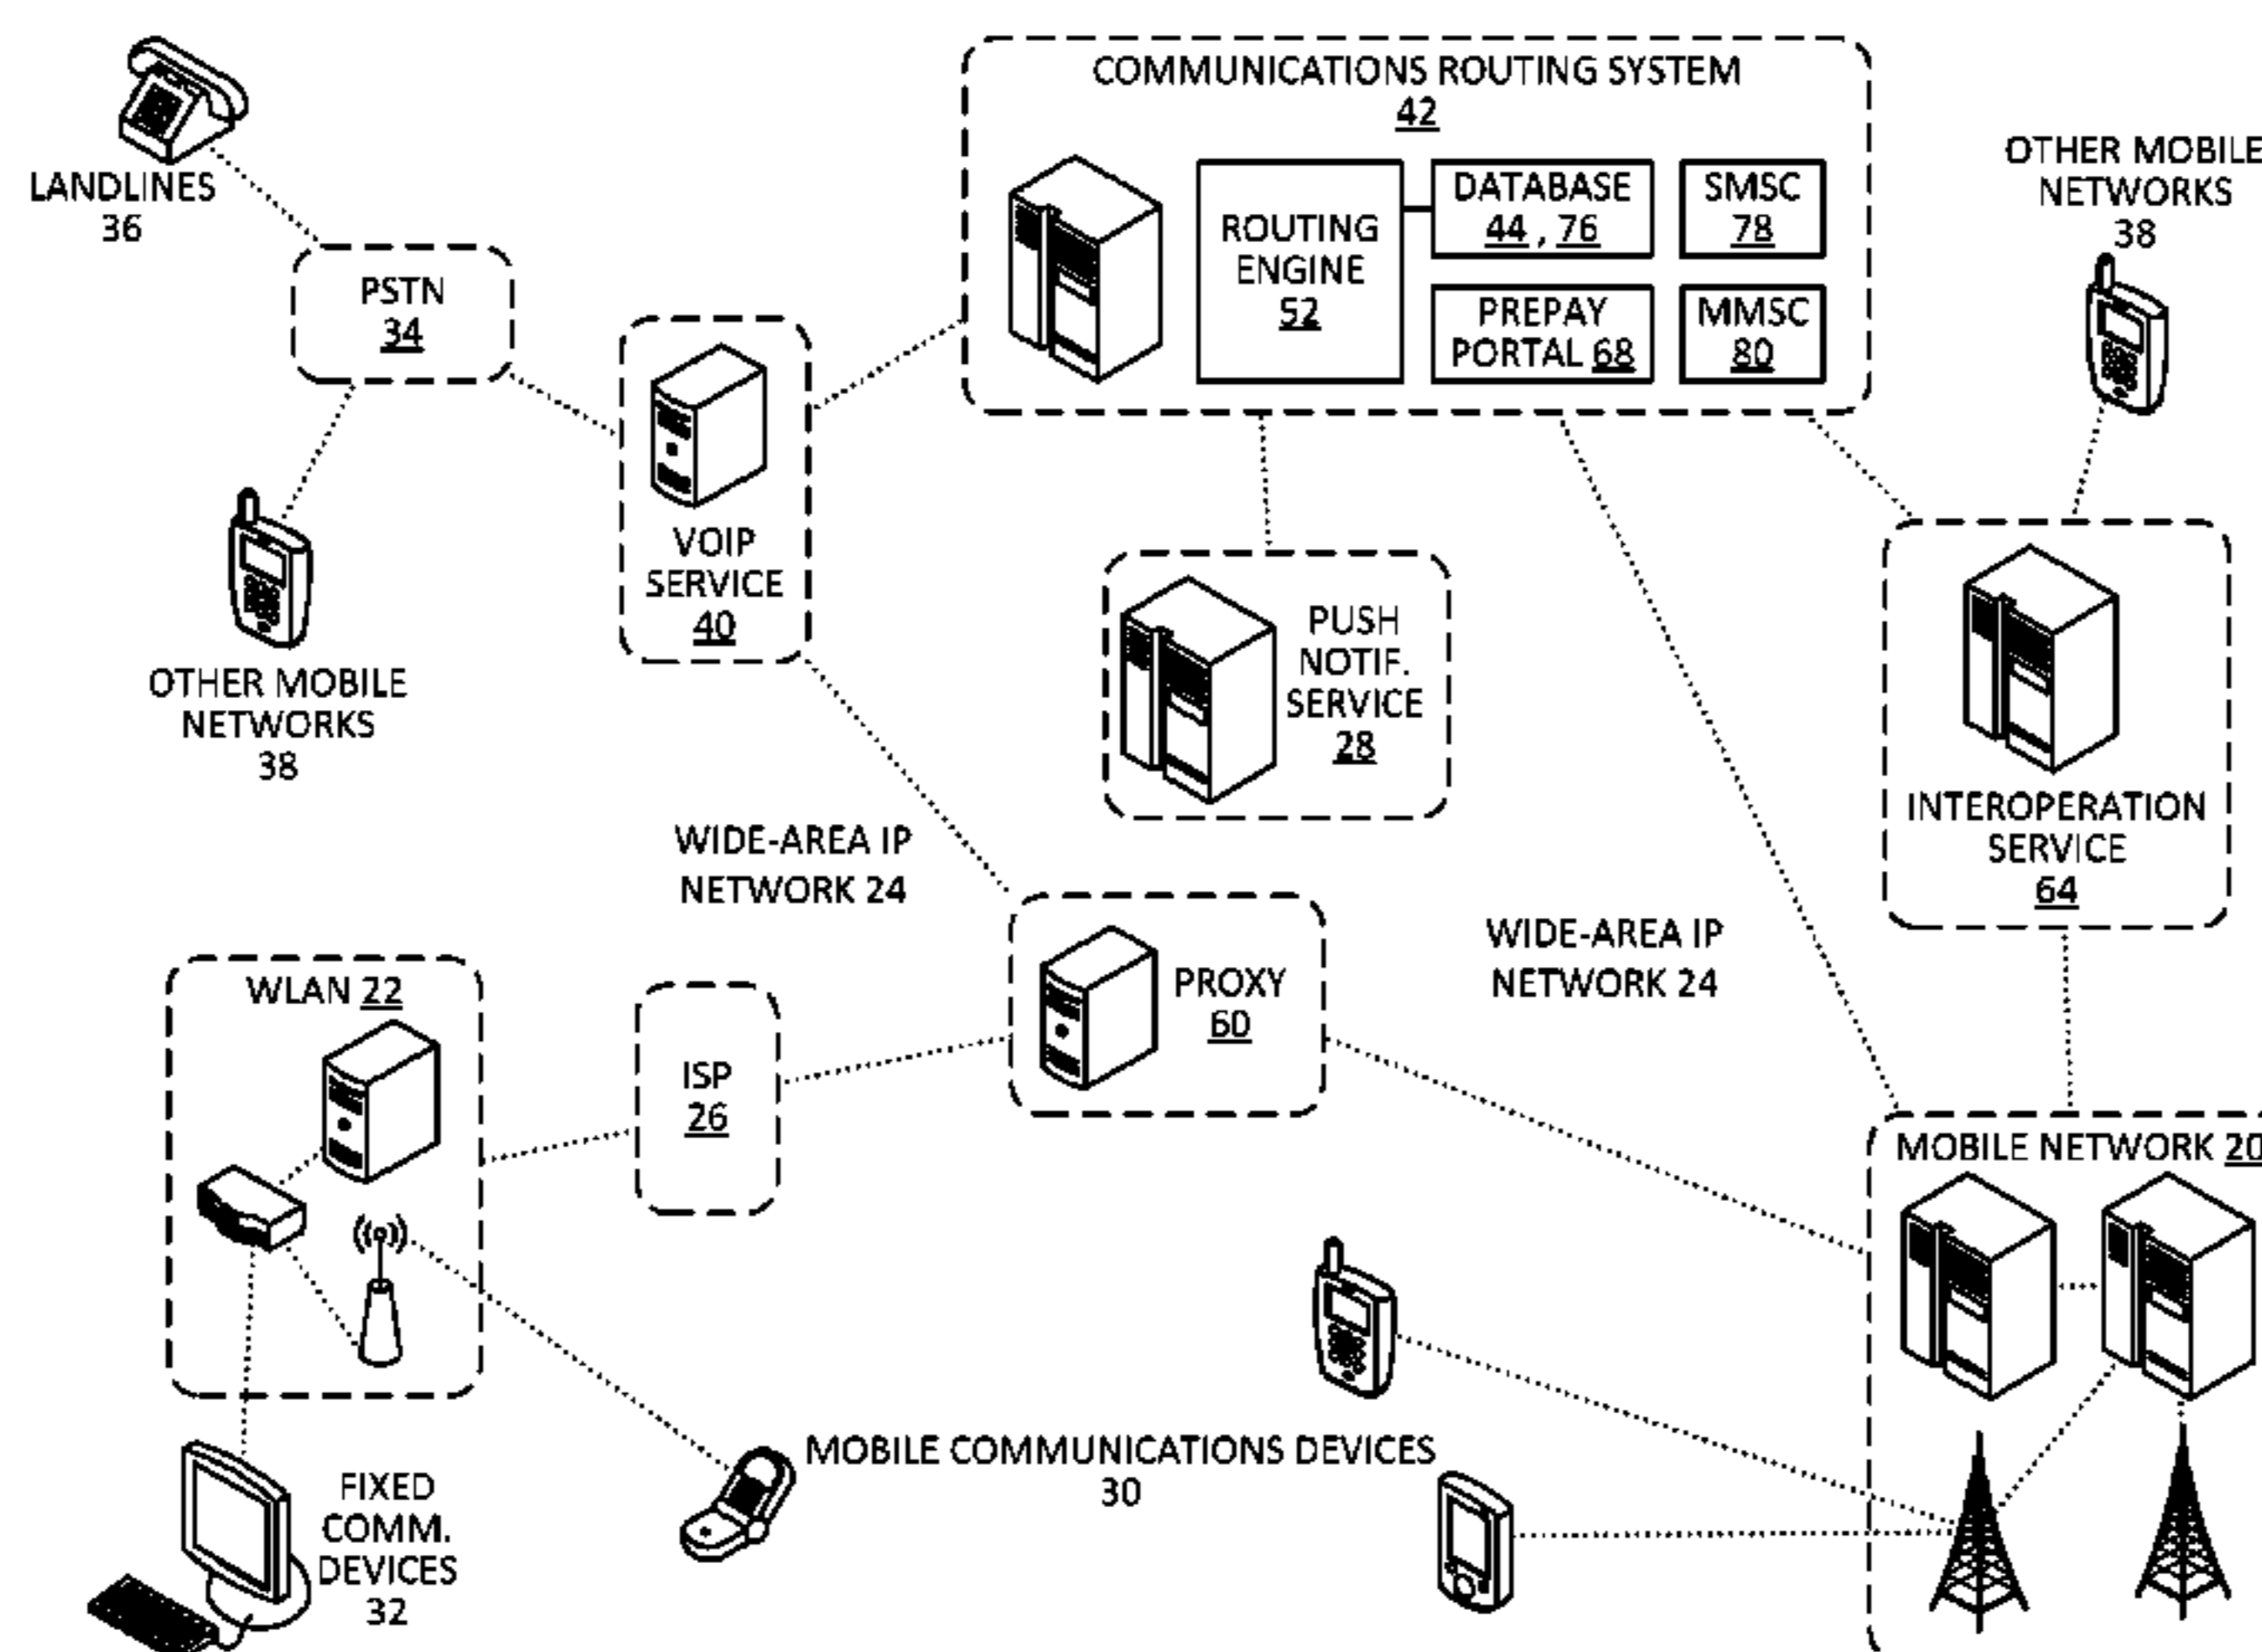 COMMUNICATIONS ROUTING SYSTEM
42
LANDLINES
36
PSTN
34
ROUTING
ENGINE
52
DATABASE
44 , 76
SMSC
78
PREPAY
PORTAL 68
MMSC
80
OTHER MOBILE
NETWORKS
38
VOIP
SERVICE
40
OTHER MOBILE
NETWORKS
38
PUSH
NOTIF.
SERVICE
28
INTEROPERATION
SERVICE
64
WIDE-AREA IP
NETWORK 24
WIDE-AREA IP
NETWORK 24
WLAN 22
ISP
26
PROXY
60
MOBILE NETWORK 20
MOBILE COMMUNICATIONS DEVICES
30
FIXED
COMM.
DEVICES
32